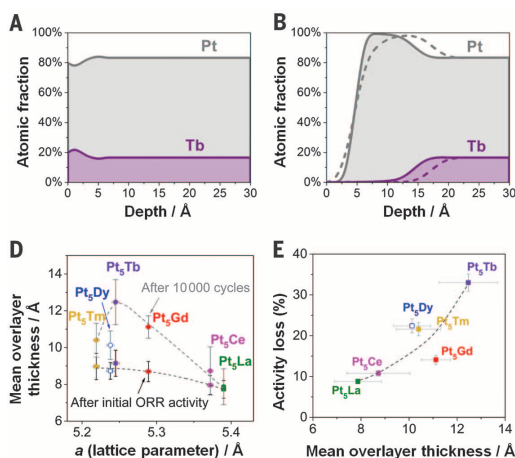 A
100%
80%
60%
40%
20%
0%
Atomic fraction
Pt
Tb
0 5 10 15 20 25 30
Depth / Å
B
100%
80%
60%
40%
20%
0%
Atomic fraction
Pt
Tb
0 5 10 15 20 25 30
Depth / Å
D
14
12
10
8
6
Mean overlayer
thickness / Å
Pt5Tb
Pt5Dy
Pt5Tm
After 10 000 cycles
Pt5Gd
Pt5Ce
Pt5La
After initial ORR activity
5.2 5.3 5.4
a (lattice parameter) / Å
E
50
40
30
20
10
0
Activity loss (%)
Pt5Tb
Pt5Dy
Pt5Tm
Pt5Ce
Pt5Gd
Pt5La
6 8 10 12 14
Mean overlayer thickness / Å